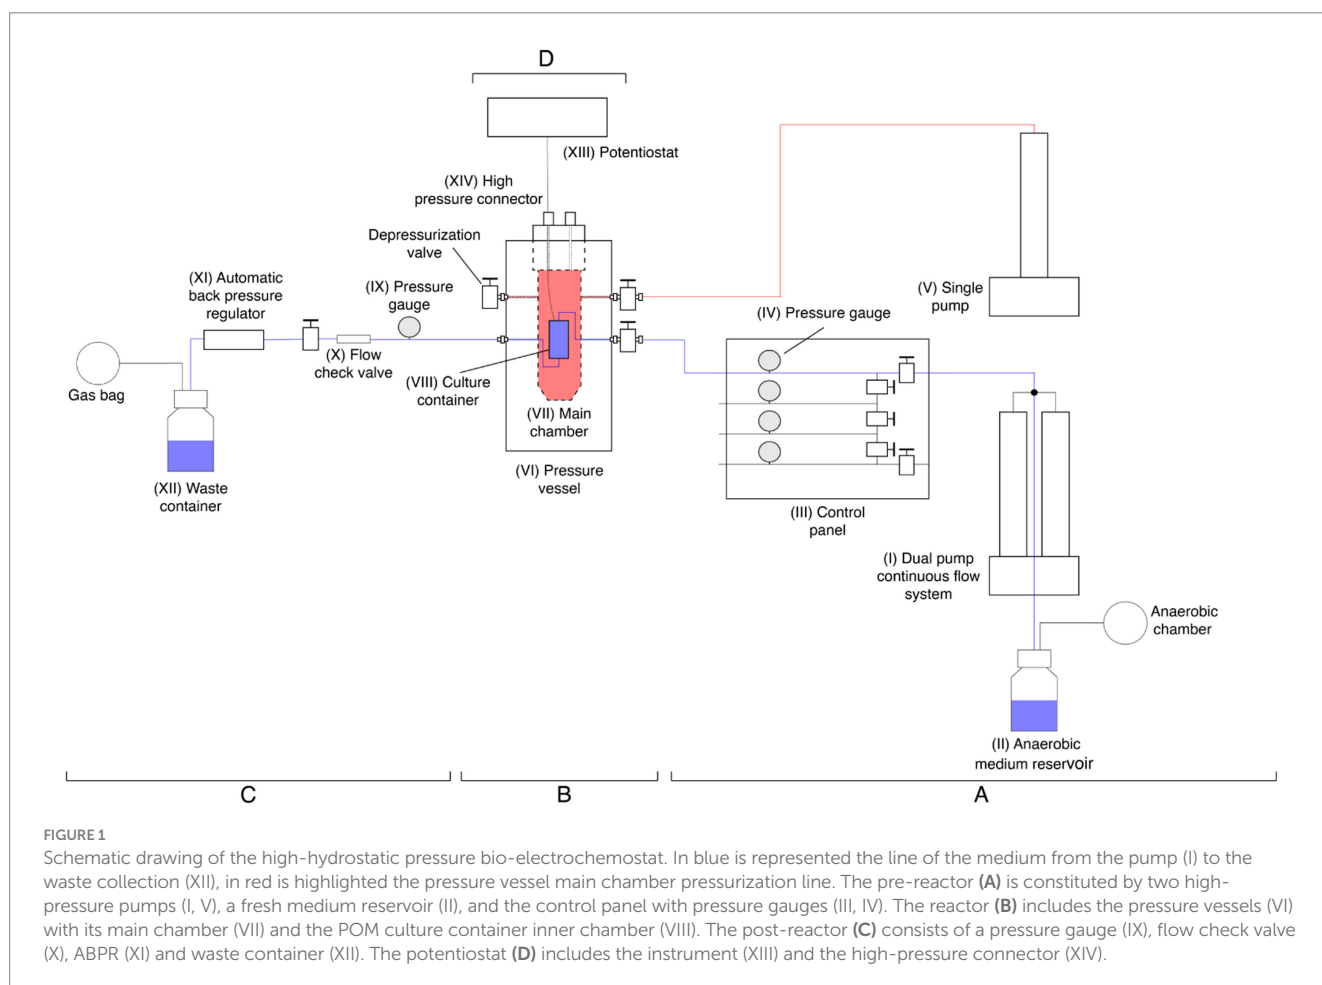 D
(XIII) Potentiostat
(XIV) High
pressure connector
Depressurization
valve
(XI) Automatic
back pressure
regulator
(IX) Pressure
gauge
(V) Single
pump
(IV) Pressure gauge
(X) Flow
check valve
Gas bag
(VIII) Culture
container
(VII) Main
chamber
(VI) Pressure
vessel
(XII) Waste
container
(III) Control
panel
(I) Dual pump
continuous flow
system
Anaerobic
chamber
(II) Anaerobic
medium reservoir
C
B
A
FIGURE 1
Schematic drawing of the high-hydrostatic pressure bio-electrochemostat. In blue is represented the line of the medium from the pump (I) to the
waste collection (XII), in red is highlighted the pressure vessel main chamber pressurization line. The pre-reactor (A) is constituted by two high-
pressure pumps (I, V), a fresh medium reservoir (II), and the control panel with pressure gauges (III, IV). The reactor (B) includes the pressure vessels (VI)
with its main chamber (VII) and the POM culture container inner chamber (VIII). The post-reactor (C) consists of a pressure gauge (IX), flow check valve
(X), ABPR (XI) and waste container (XII). The potentiostat (D) includes the instrument (XIII) and the high-pressure connector (XIV).